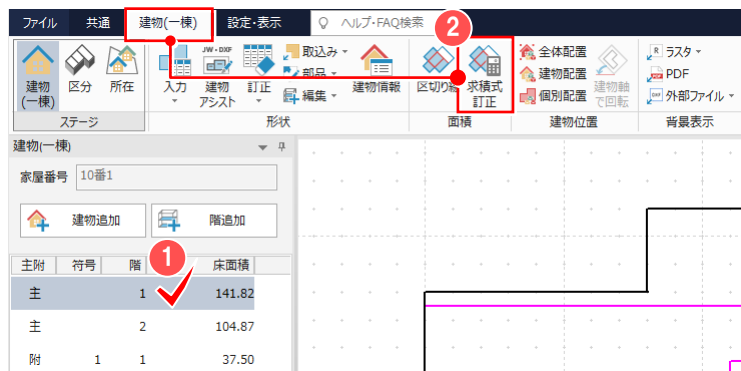 ファイル 共通 建物(一棟) 設定・表示 ヘルプ・FAQ検索
2
JW・DXF 取込み 全体配置 R ラスタ
部品 建物配置 PDF PDF
建物(一棟) 区分 所在 入力 建物アシスト 訂正 編集 建物情報 区切り線 求積式訂正 個別配置 建物軸で回転 DXF 外部ファイル
ステージ 形状 面積 建物位置 背景表示
建物(一棟)
家屋番号 10番1
建物追加 階追加
1
主附 符号 階 床面積
主 1 141.82
主 2 104.87
附 1 1 37.50